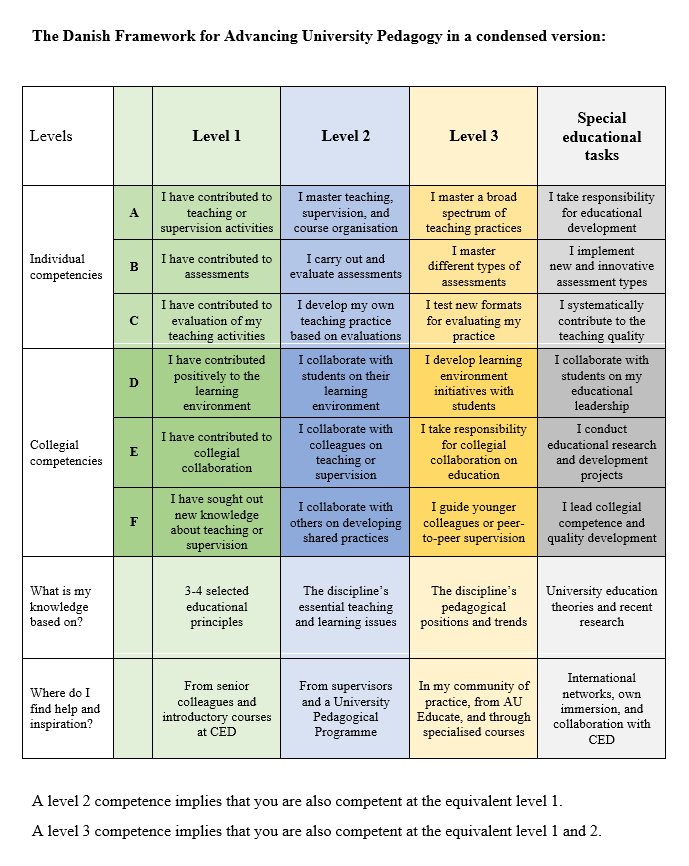 The Danish Framework for Advancing University Pedagogy in a condensed version:
Levels
Level 1
Level 2
Level 3
Special
educational
tasks
Individual
competencies
A
I have contributed to
teaching or
supervision activities
I master teaching,
supervision, and
course organisation
I master a broad
spectrum of
teaching practices
I take responsibility
for educational
development
B
I have contributed to
assessments
I carry out and
evaluate assessments
I master
different types of
assessments
I implement
new and innovative
assessment types
C
I have contributed to
evaluation of my
teaching activities
I develop my own
teaching practice
based on evaluations
I test new formats
for evaluating my
practice
I systematically
contribute to the
teaching quality
Collegial
competencies
D
I have contributed
positively to the
learning
environment
I collaborate with
students on their
learning
environment
I develop learning
environment
initiatives with
students
I collaborate with
students on my
educational
leadership
E
I have contributed to
collegial
collaboration
I collaborate with
colleagues on
teaching or
supervision
I take responsibility
for collegial
collaboration on
education
I conduct
educational research
and development
projects
F
I have sought out
new knowledge
about teaching or
supervision
I collaborate with
others on developing
shared practices
I guide younger
colleagues or peer-
to-peer supervision
I lead collegial
competence and
quality development
What is my
knowledge
based on?
3-4 selected
educational
principles
The discipline’s
essential teaching
and learning issues
The discipline’s
pedagogical
positions and trends
University education
theories and recent
research
Where do I
find help and
inspiration?
From senior
colleagues and
introductory courses
at CED
From supervisors
and a University
Pedagogical
Programme
In my community of
practice, from AU
Educate, and through
specialised courses
International
networks, own
immersion, and
collaboration with
CED
A level 2 competence implies that you are also competent at the equivalent level 1.
A level 3 competence implies that you are also competent at the equivalent level 1 and 2.